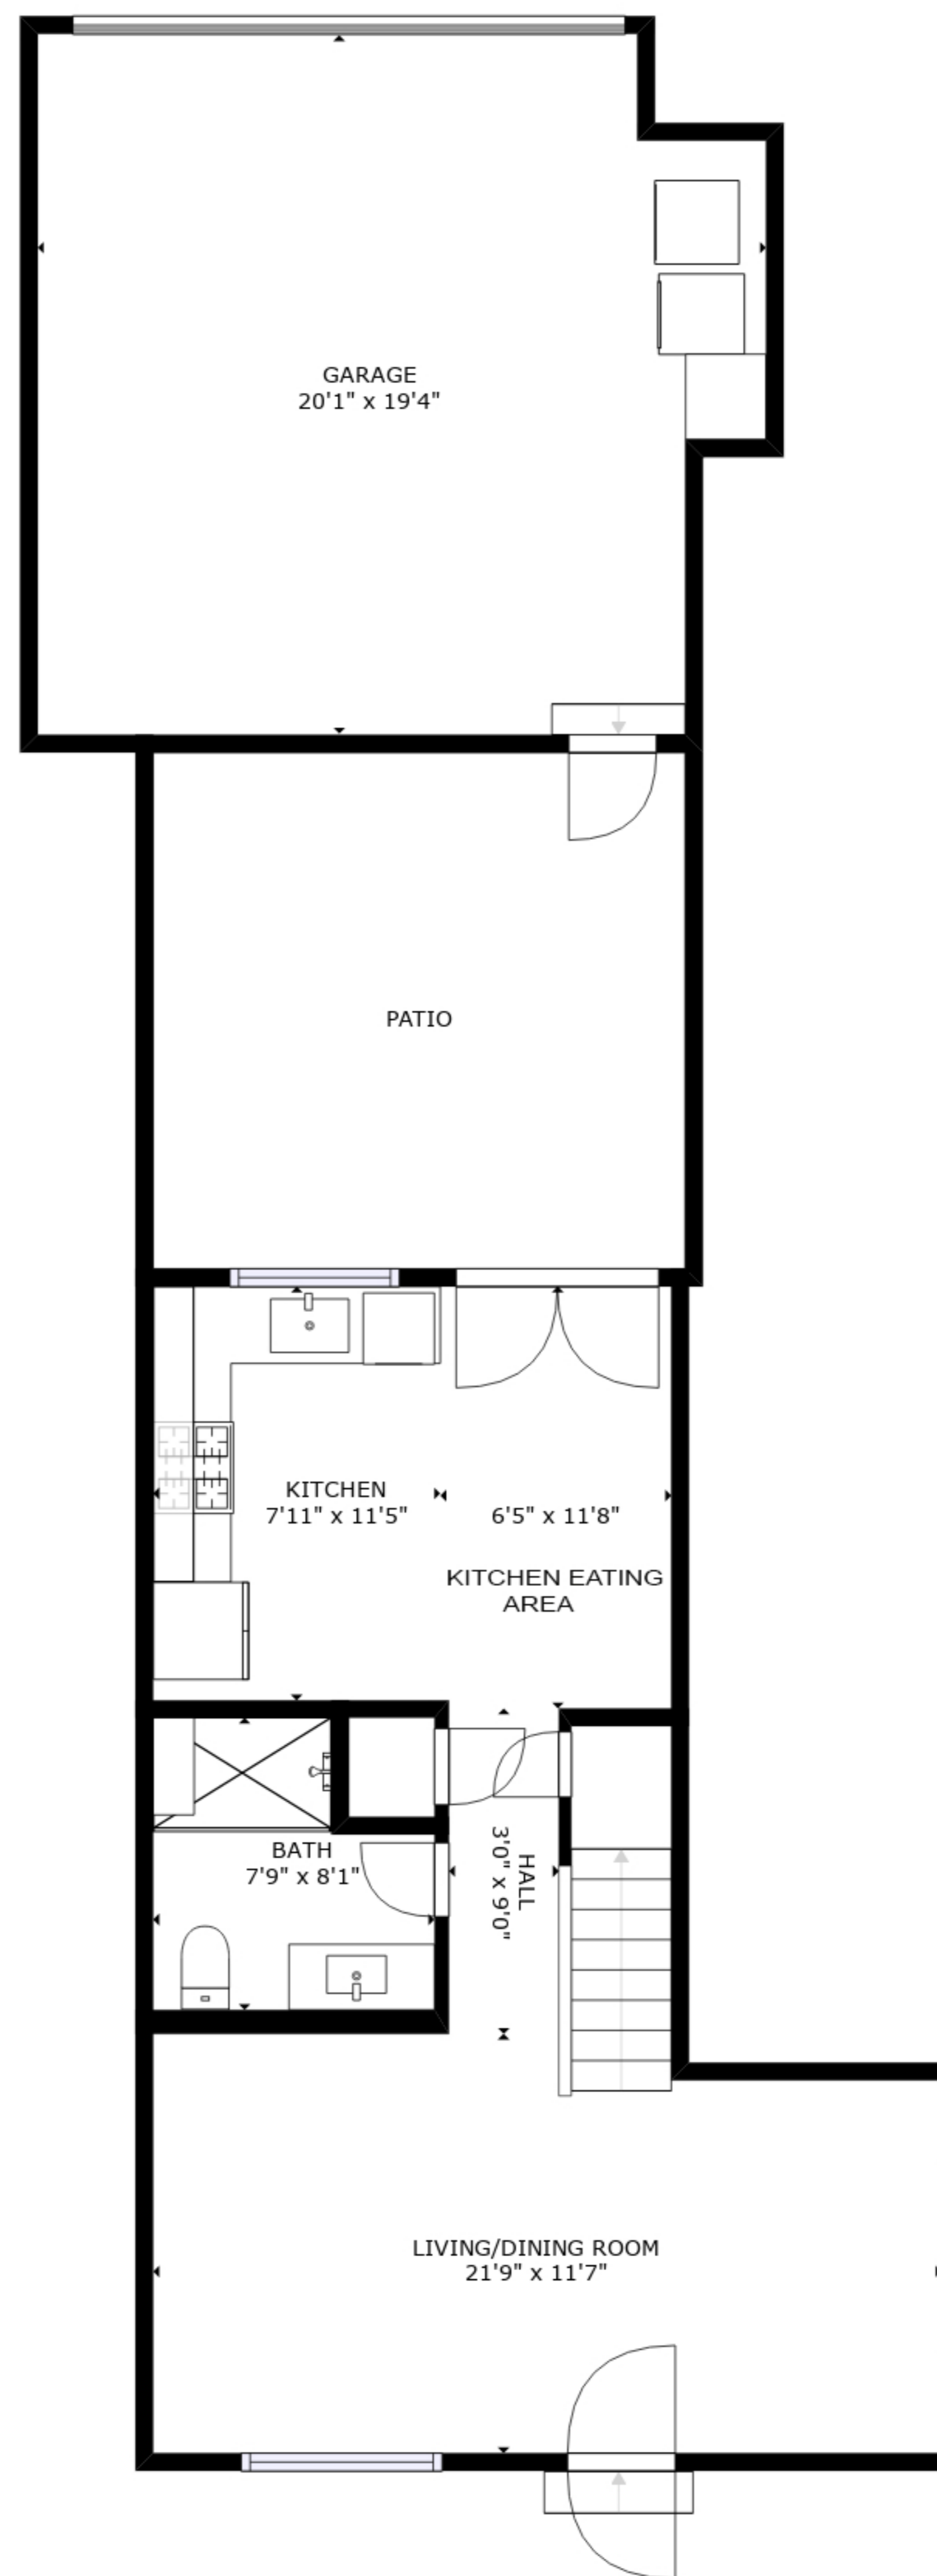 GARAGE
20'1" x 19'4"
PATIO
KITCHEN
7'11" x 11'5"
6'5" x 11'8"
KITCHEN EATING
AREA
BATH
7'9" x 8'1"
HALL
3'0" x 9'0"
LIVING/DINING ROOM
21'9" x 11'7"